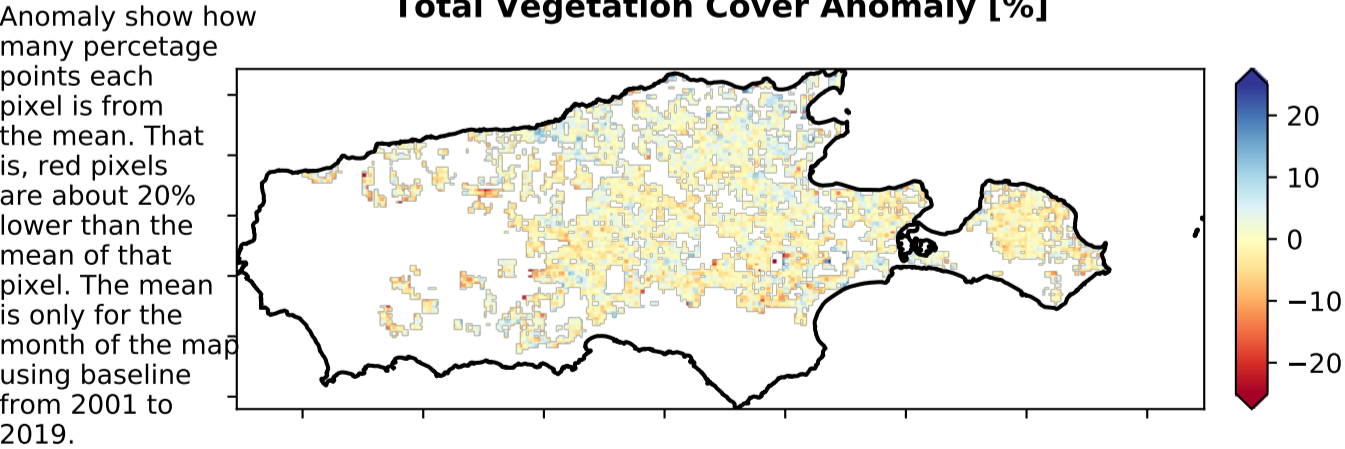 Total Vegetation Cover Anomaly [%]
Anomaly show how
many percetage
points each
pixel is from
the mean. That
is, red pixels
are about 20%
lower than the
mean of that
pixel. The mean
is only for the
month of the map
using baseline
from 2001 to
2019.
20
10
0
−10
−20